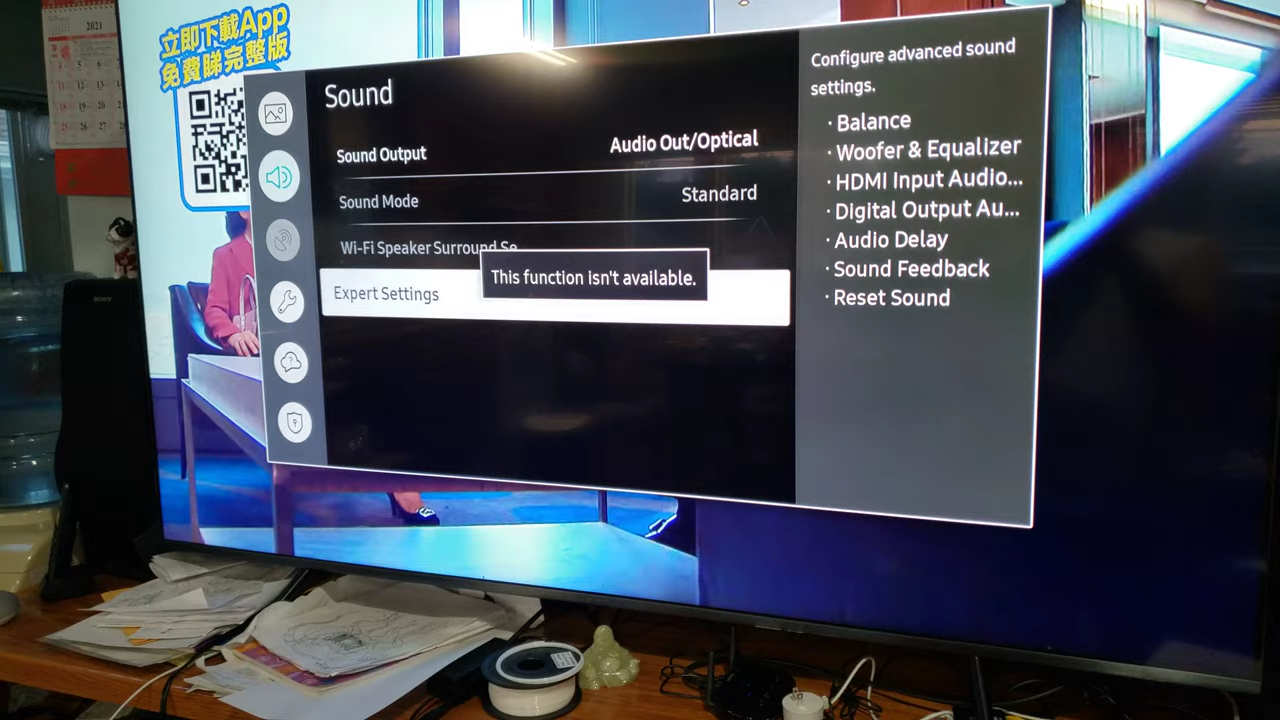 2021
立即下載App
免費睇完整版
SONY
Sound
Sound Output
Audio Out/Optical
Sound Mode
Standard
Wi-Fi Speaker Surround Se
This function isn't available.
Expert Settings
Configure advanced sound
settings.
· Balance
· Woofer & Equalizer
· HDMI Input Audio...
· Digital Output Au...
· Audio Delay
· Sound Feedback
· Reset Sound